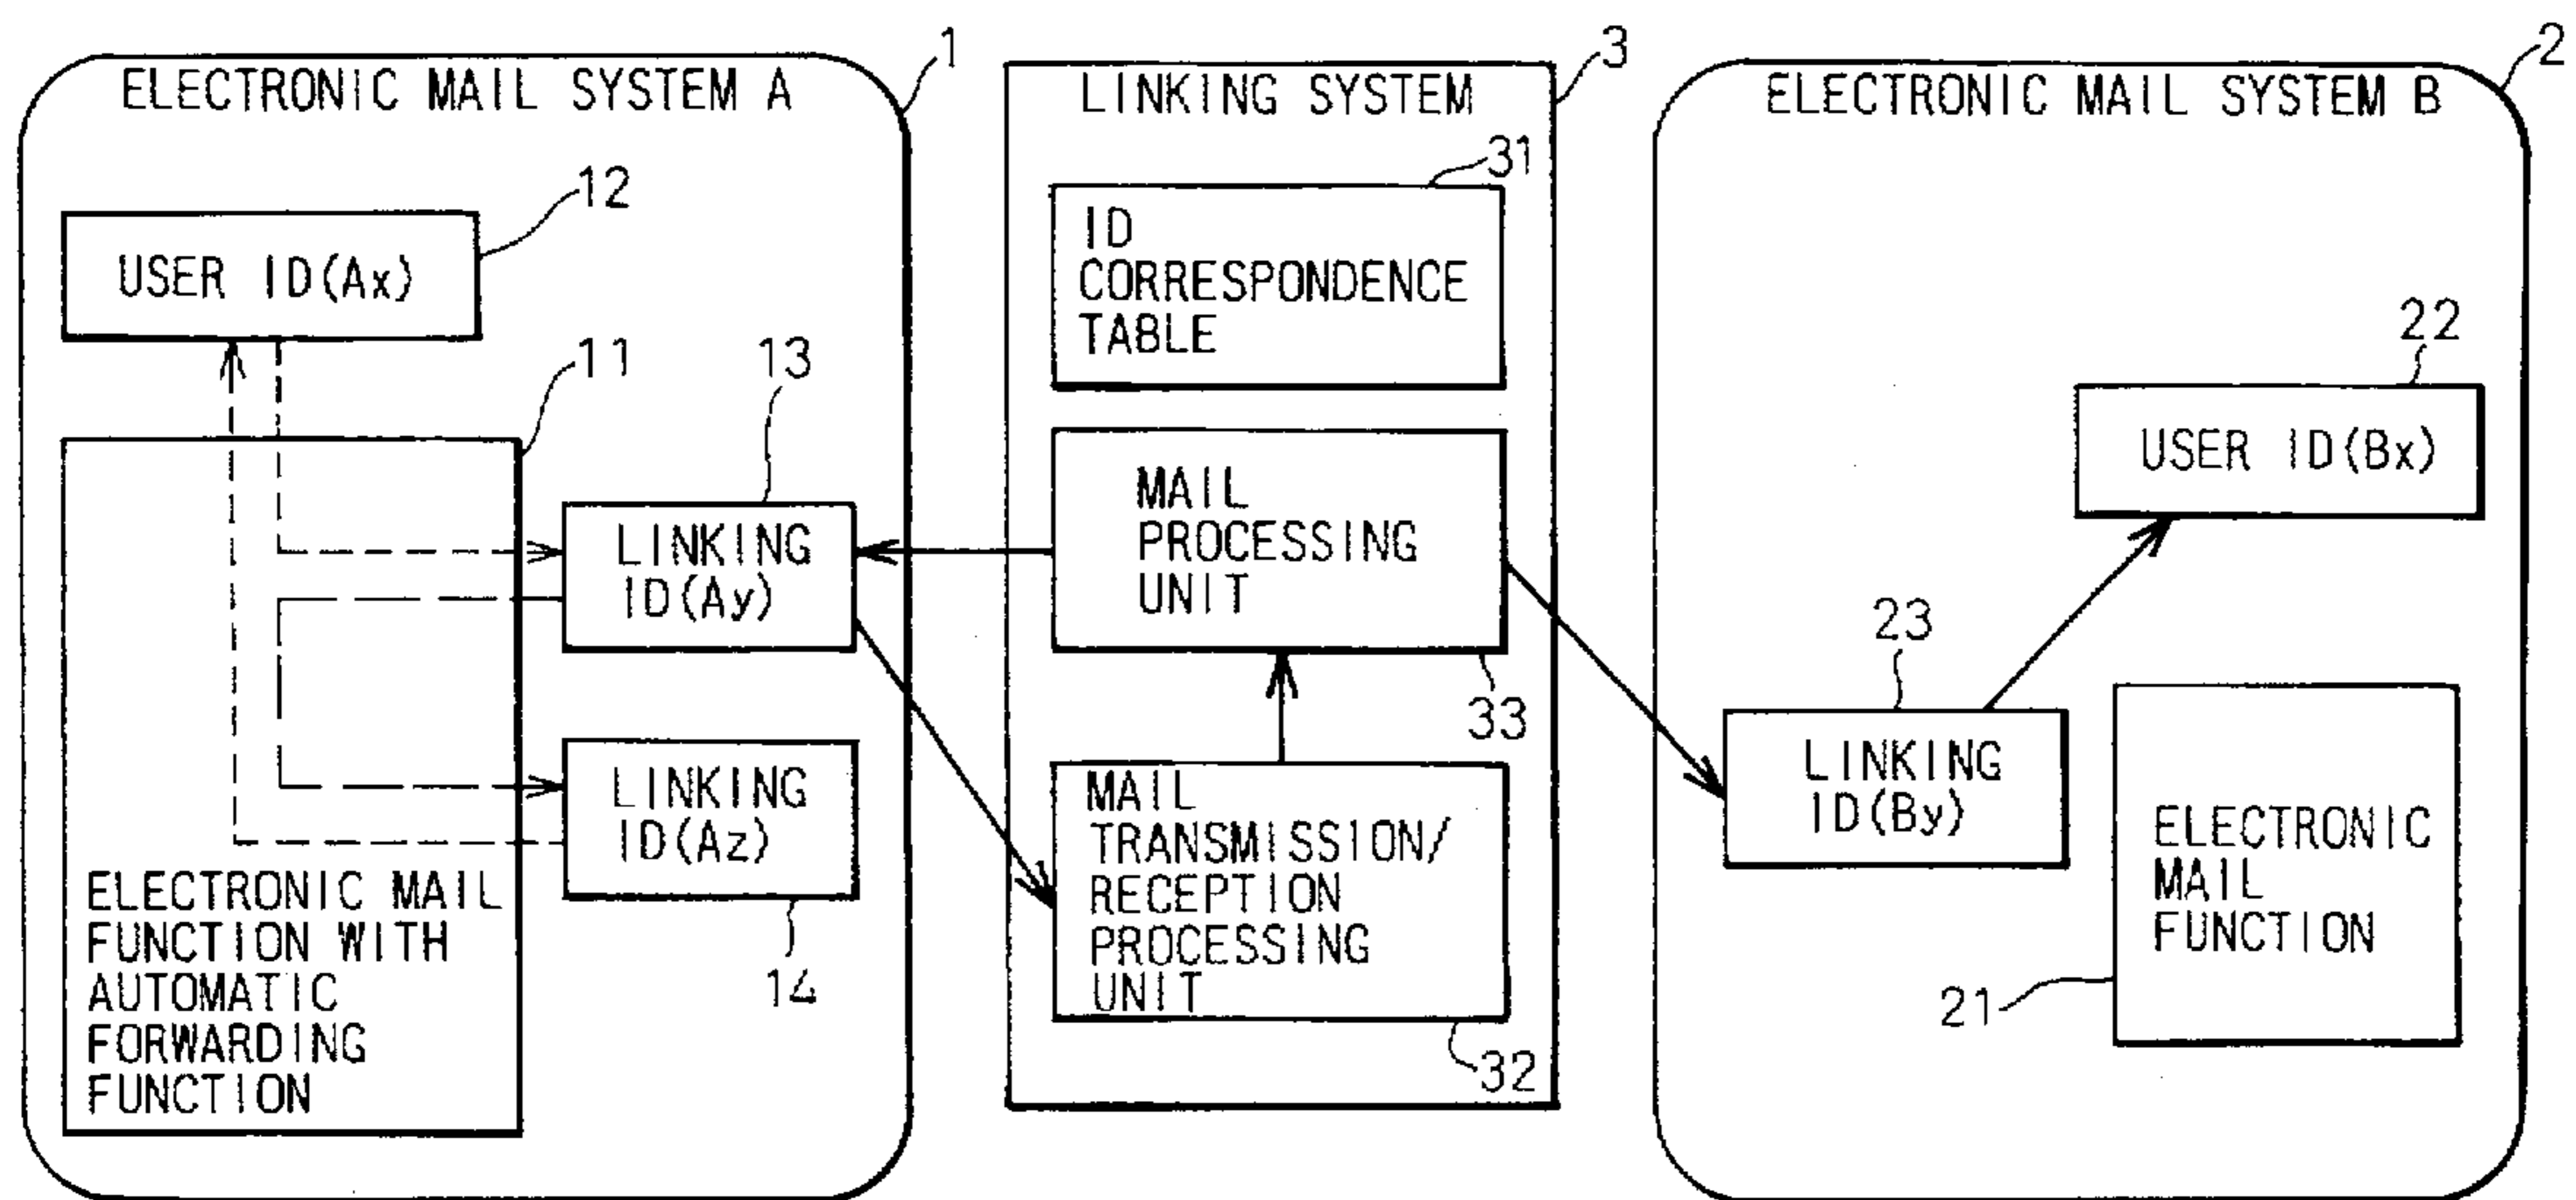 1
ELECTRONIC MAIL SYSTEM A
12
USER ID(Ax)
11
13
LINKING
ID(Ay)
LINKING
ID(Az)
14
ELECTRONIC MAIL
FUNCTION WITH
AUTOMATIC
FORWARDING
FUNCTION
3
LINKING SYSTEM
31
ID
CORRESPONDENCE
TABLE
MAIL
PROCESSING
UNIT
33
MAIL
TRANSMISSION/
RECEPTION
PROCESSING
UNIT
32
2
ELECTRONIC MAIL SYSTEM B
22
USER ID(Bx)
23
LINKING
ID(By)
ELECTRONIC
MAIL
FUNCTION
21